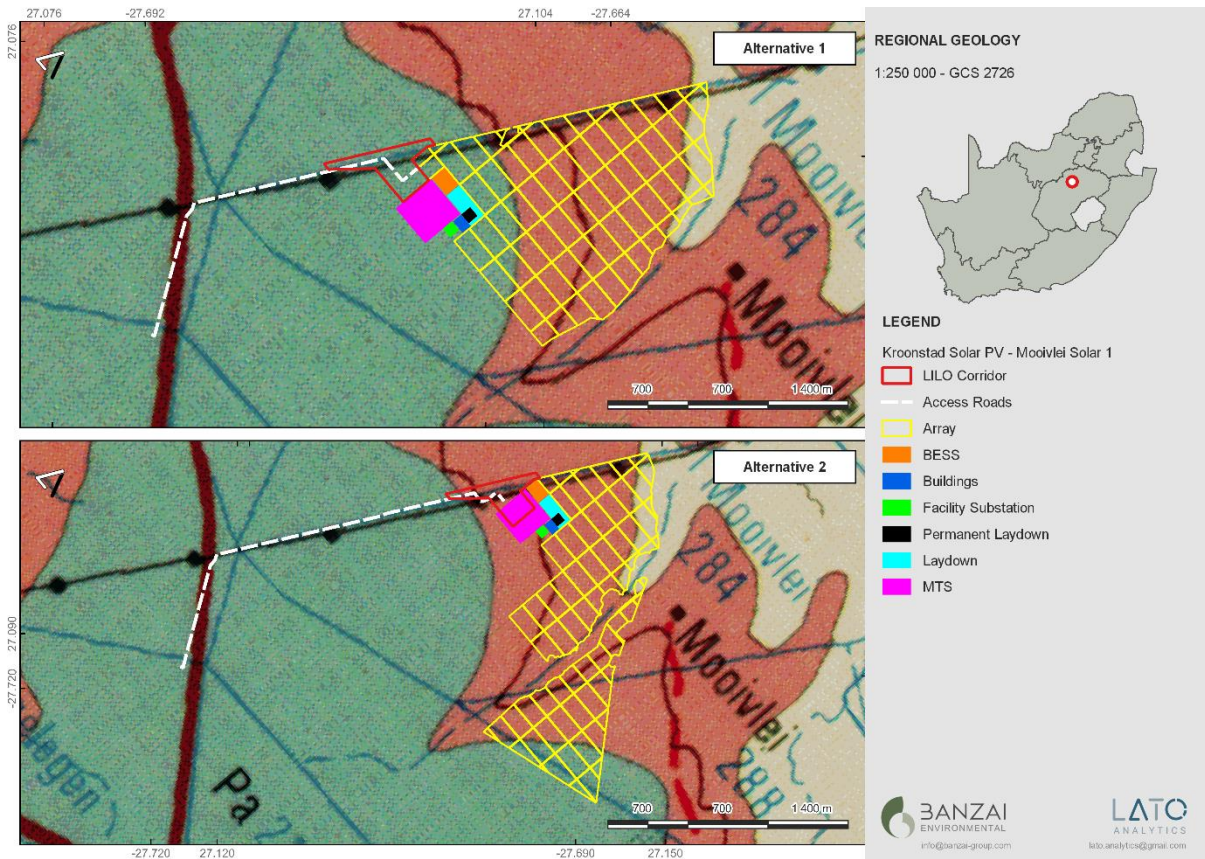 27.076
-27.692
27.104
-27.664
27.076
Alternative 1
Mooivlei
284
Mooivlei
700
700
1 400 m
Alternative 2
Mooivlei
284
Mooivlei
288
elegen
Pa
27.090
-27.720
700
700
1 400 m
-27.720
27.120
-27.690
27.150
REGIONAL GEOLOGY
1:250 000 - GCS 2726
LEGEND
Kroonstad Solar PV - Mooivlei Solar 1
LILO Corridor
Access Roads
Array
BESS
Buildings
Facility Substation
Permanent Laydown
Laydown
MTS
BANZAI
ENVIRONMENTAL
info@banzai-group.com
LATO
ANALYTICS
lato.analytics@gmail.com